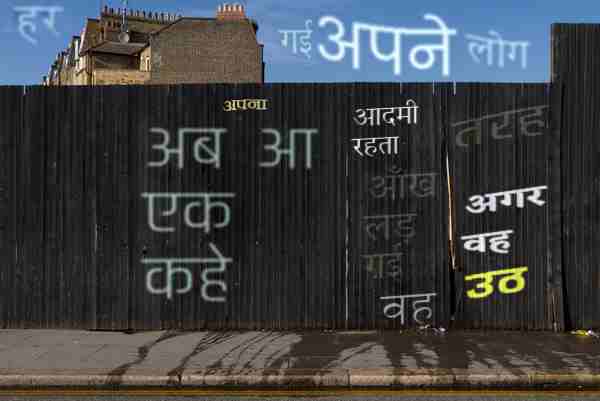 हर
गई अपने लोग
अपना
अब आ
एक
कहे
आदमी
रहता
तरह
आँख
लड़
गई
वह
अगर
वह
उठ